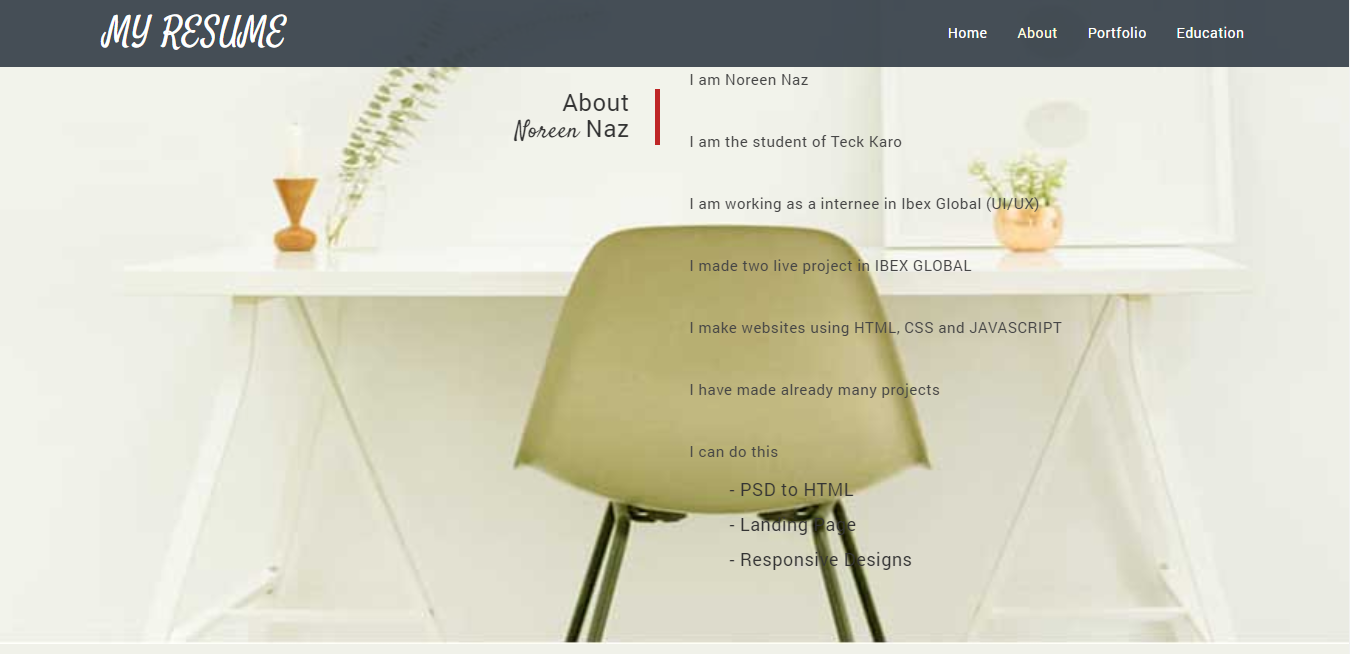 MY RESUME
Home About Portfolio Education
About
Noreen Naz
I am Noreen Naz
I am the student of Teck Karo
I am working as a internee in Ibex Global (UI/UX)
I made two live project in IBEX GLOBAL
I make websites using HTML, CSS and JAVASCRIPT
I have made already many projects
I can do this
- PSD to HTML
- Landing Page
- Responsive Designs